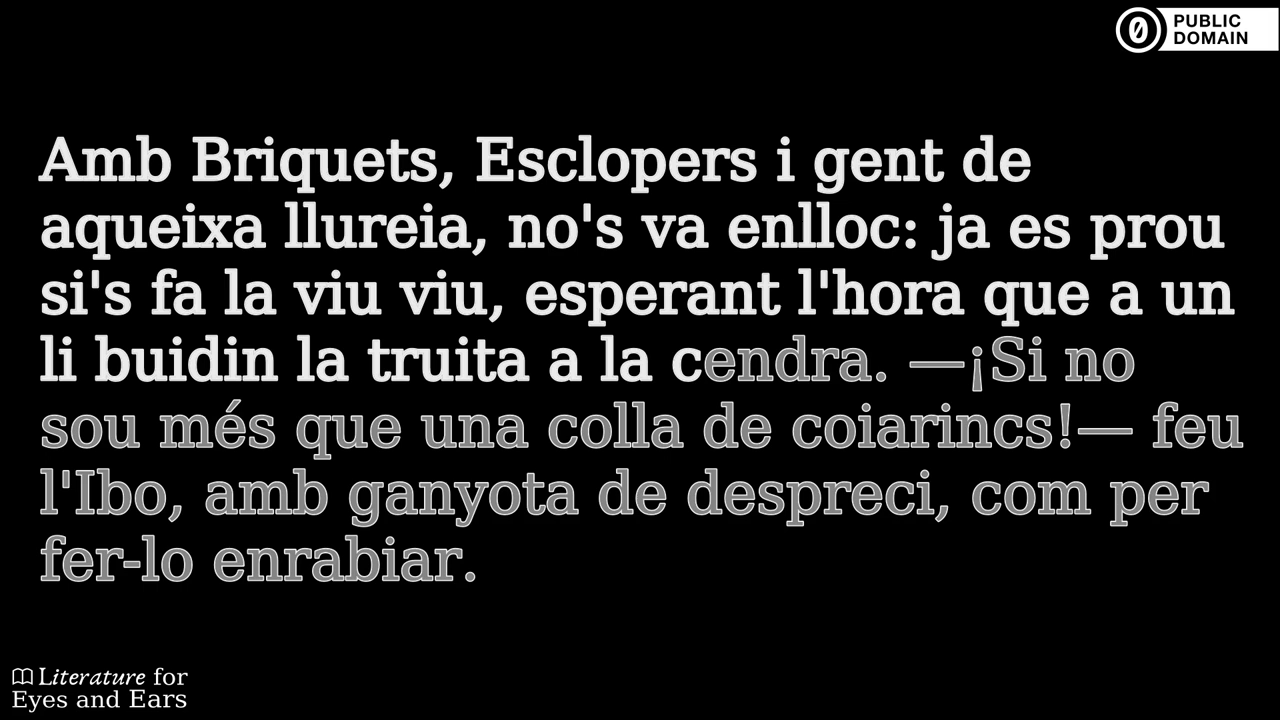 PUBLIC
DOMAIN
Amb Briquets, Esclopers i gent de
aqueixa llureia, no's va enlloc: ja es prou
si's fa la viu viu, esperant l'hora que a un
li buidin la truita a la cendra. —¡Si no
sou més que una colla de coiarincs!— feu
l'Ibo, amb ganyota de despreci, com per
fer-lo enrabiar.
Literature for
Eyes and Ears